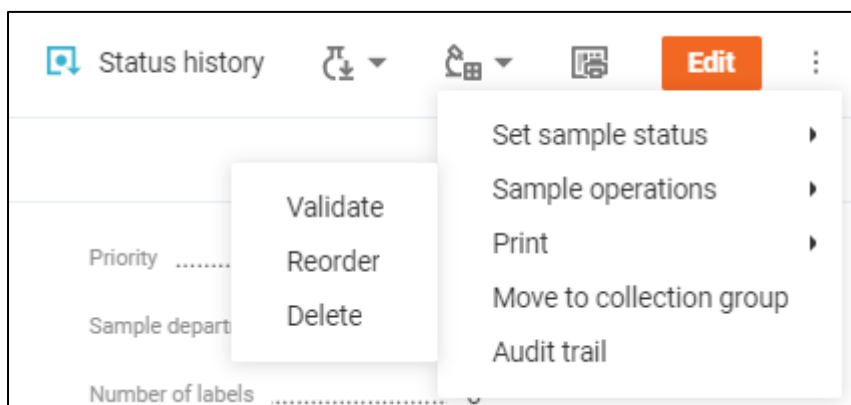 Status history
Edit
Set sample status
Sample operations
Print
Move to collection group
Audit trail
Validate
Reorder
Delete
Priority
Sample depart
Number of labels